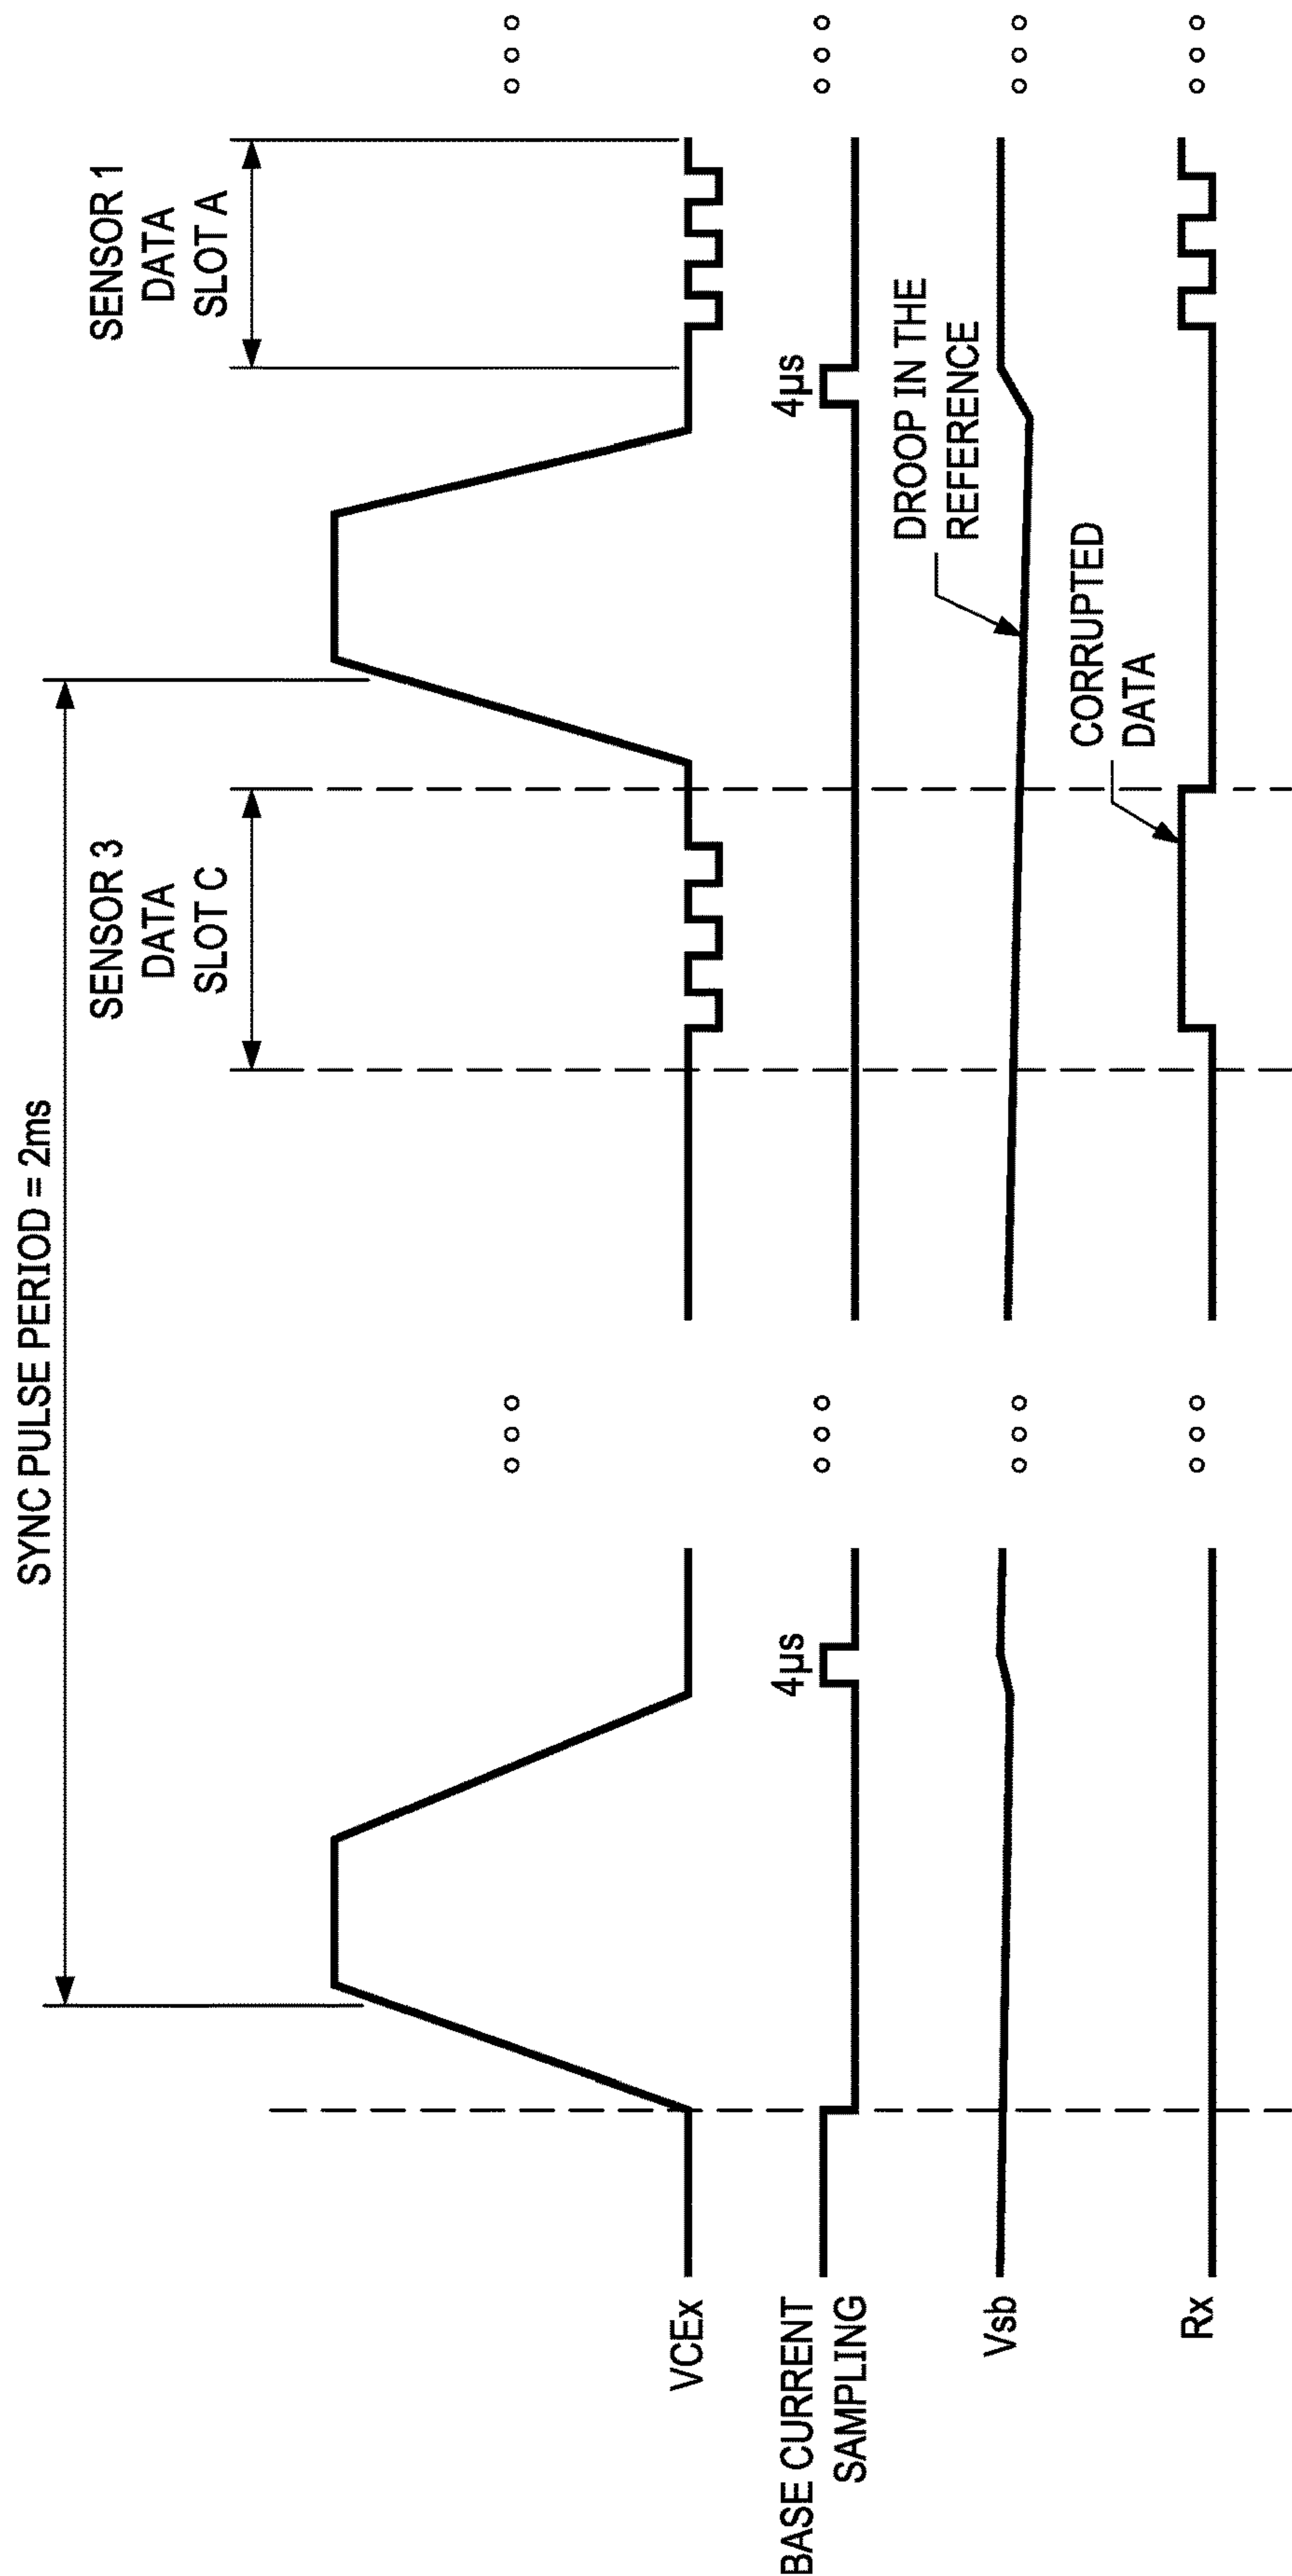 SYNC PULSE PERIOD = 2ms
SENSOR 3
DATA
SLOT C
SENSOR 1
DATA
SLOT A
VCEx
BASE CURRENT
SAMPLING
4µs
4µs
Vsb
DROOP IN THE
REFERENCE
CORRUPTED
DATA
Rx